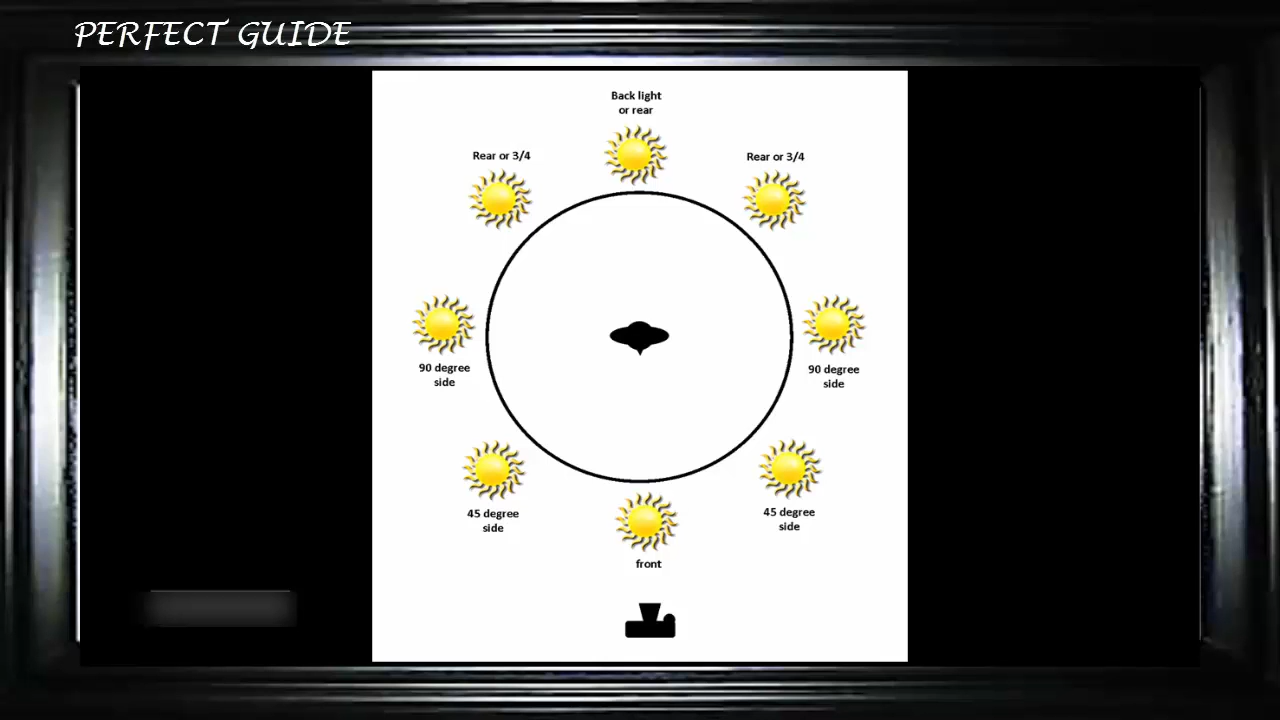 PERFECT GUIDE
Back light
or rear
Rear or 3/4
Rear or 3/4
90 degree
side
90 degree
side
45 degree
side
45 degree
side
front